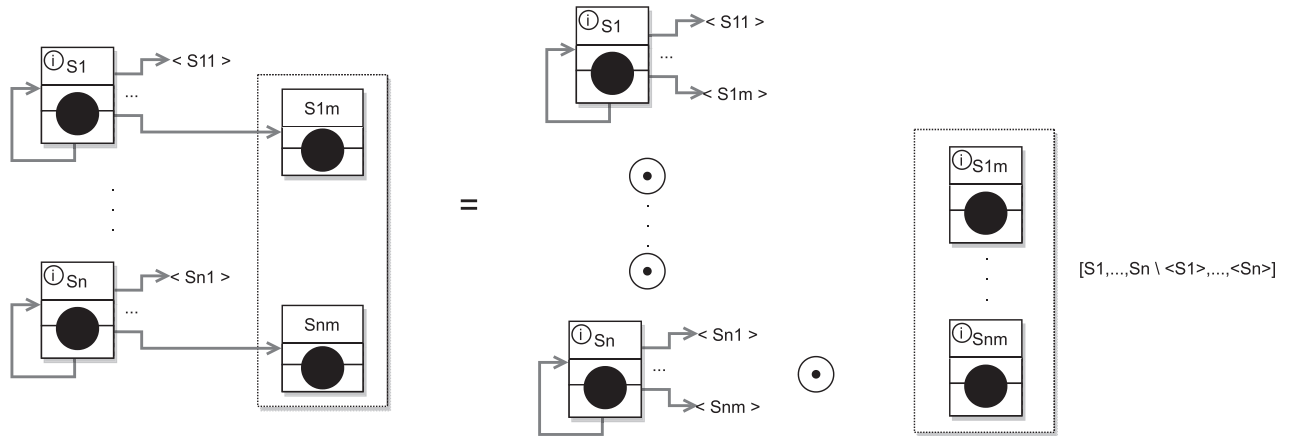 i S1
< S11 >
...
S1m
i Sn
< Sn1 >
...
Snm
=
i S1
< S11 >
...
< S1m >
i Sn
< Sn1 >
...
< Snm >
i S1m
i Snm
[S1,...,Sn \ <S1>,...,<Sn>]